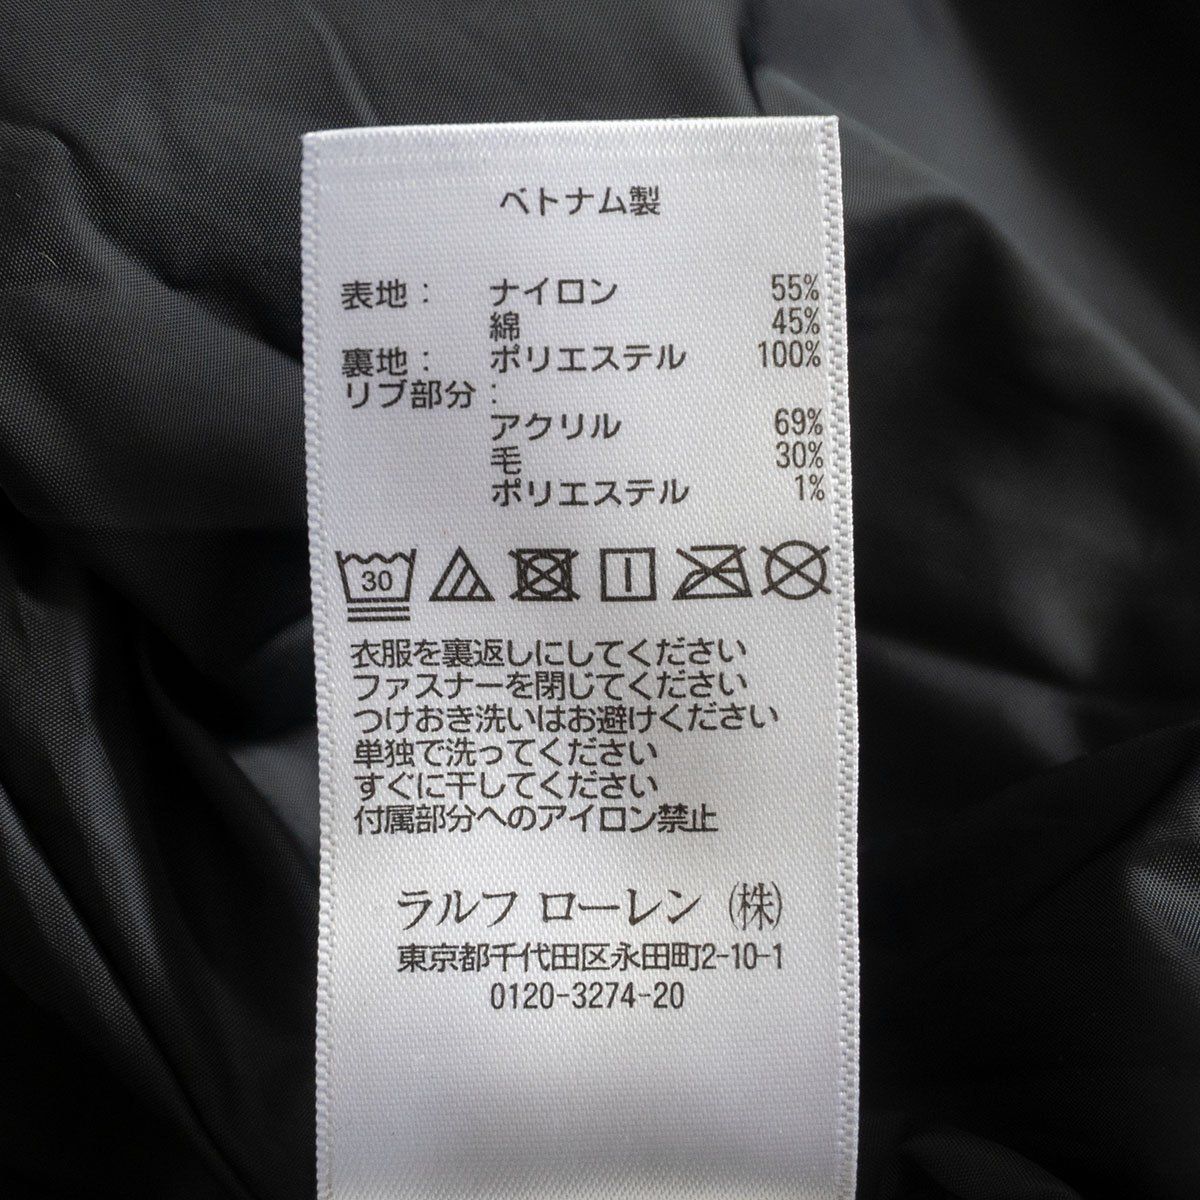 ベトナム製
表地： ナイロン 55%
綿 45%
裏地： ポリエステル 100%
リブ部分：
アクリル 69%
毛 30%
ポリエステル 1%
30
衣服を裏返しにしてください
ファスナーを閉じてください
つけおき洗いはお避けください
単独で洗ってください
すぐに干してください
付属部分へのアイロン禁止
ラルフ ローレン (株)
東京都千代田区永田町2-10-1
0120-3274-20